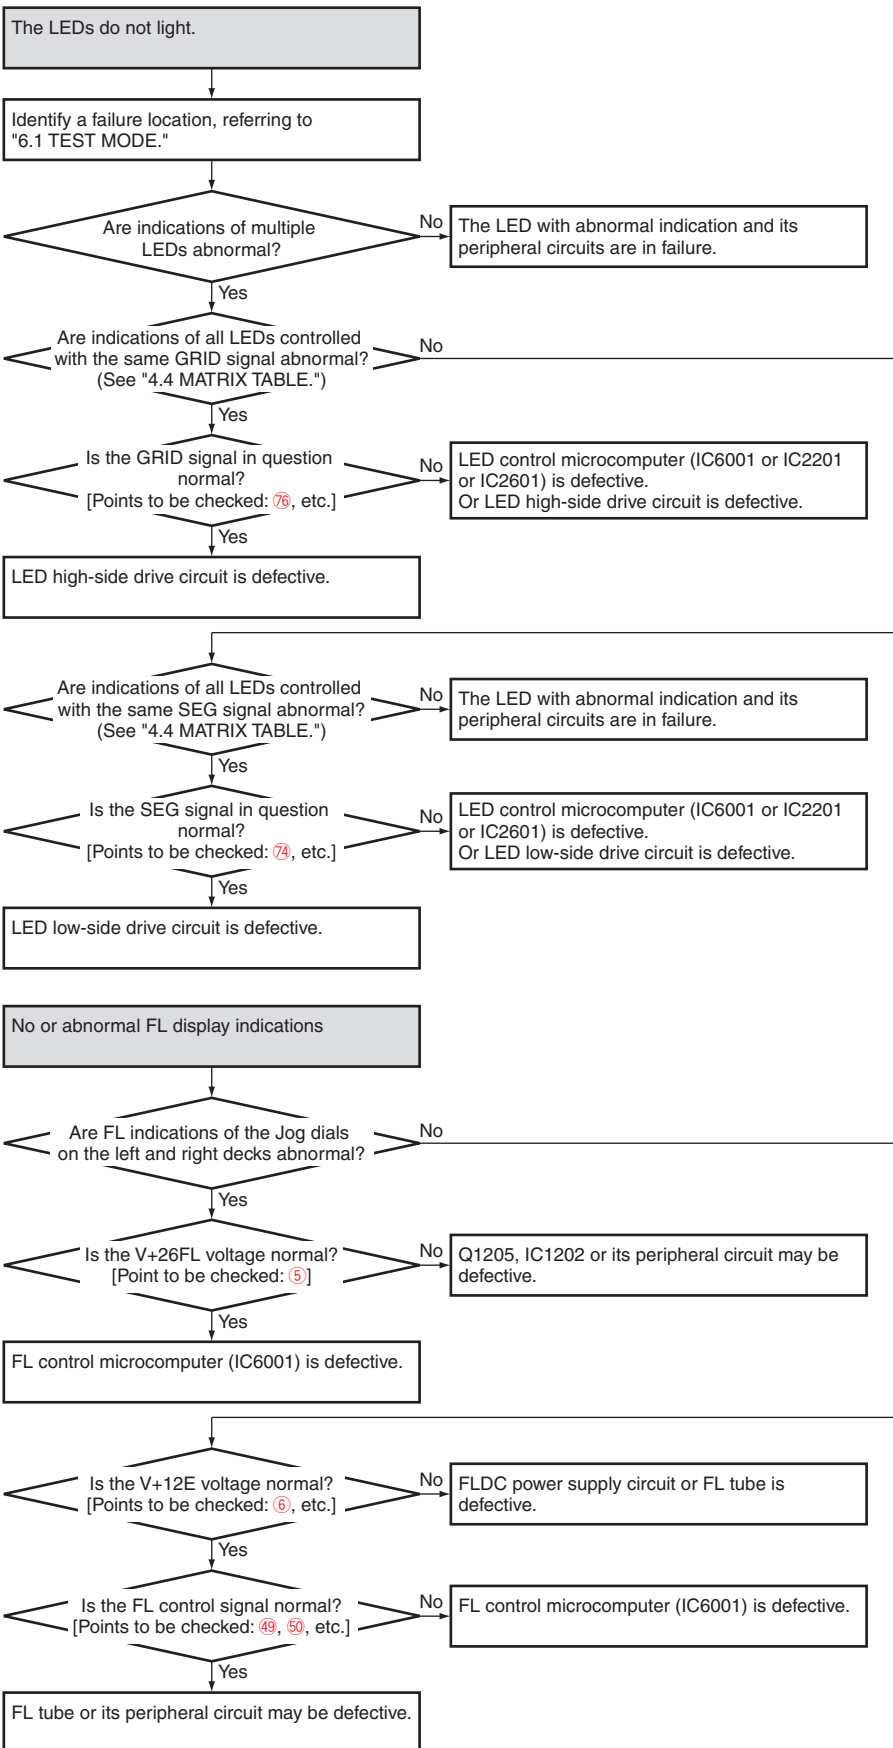 The LEDs do not light.
Identify a failure location, referring to
"6.1 TEST MODE."
Are indications of multiple
LEDs abnormal?
No
The LED with abnormal indication and its
peripheral circuits are in failure.
Yes
Are indications of all LEDs controlled
with the same GRID signal abnormal?
(See "4.4 MATRIX TABLE.")
No
Yes
Is the GRID signal in question
normal?
[Points to be checked: 76, etc.]
No
LED control microcomputer (IC6001 or IC2201
or IC2601) is defective.
Or LED high-side drive circuit is defective.
Yes
LED high-side drive circuit is defective.
Are indications of all LEDs controlled
with the same SEG signal abnormal?
(See "4.4 MATRIX TABLE.")
No
The LED with abnormal indication and its
peripheral circuits are in failure.
Yes
Is the SEG signal in question
normal?
[Points to be checked: 74, etc.]
No
LED control microcomputer (IC6001 or IC2201
or IC2601) is defective.
Or LED low-side drive circuit is defective.
Yes
LED low-side drive circuit is defective.
No or abnormal FL display indications
Are FL indications of the Jog dials
on the left and right decks abnormal?
No
Yes
Is the V+26FL voltage normal?
[Point to be checked: ⑤]
No
Q1205, IC1202 or its peripheral circuit may be
defective.
Yes
FL control microcomputer (IC6001) is defective.
Is the V+12E voltage normal?
[Points to be checked: ⑥, etc.]
No
FLDC power supply circuit or FL tube is
defective.
Yes
Is the FL control signal normal?
[Points to be checked: ㊾, ㊿, etc.]
No
FL control microcomputer (IC6001) is defective.
Yes
FL tube or its peripheral circuit may be defective.